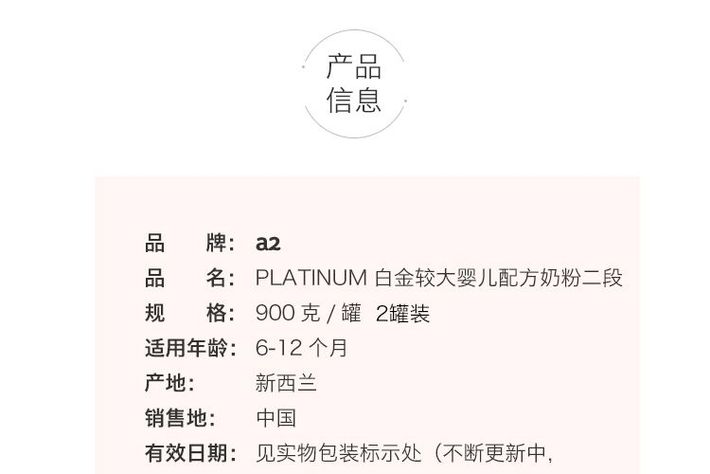 产品
信息
品 牌： a2
品 名： PLATINUM 白金较大婴儿配方奶粉二段
规 格： 900 克 / 罐 2罐装
适用年龄： 6-12 个月
产地： 新西兰
销售地： 中国
有效日期： 见实物包装标示处（不断更新中，